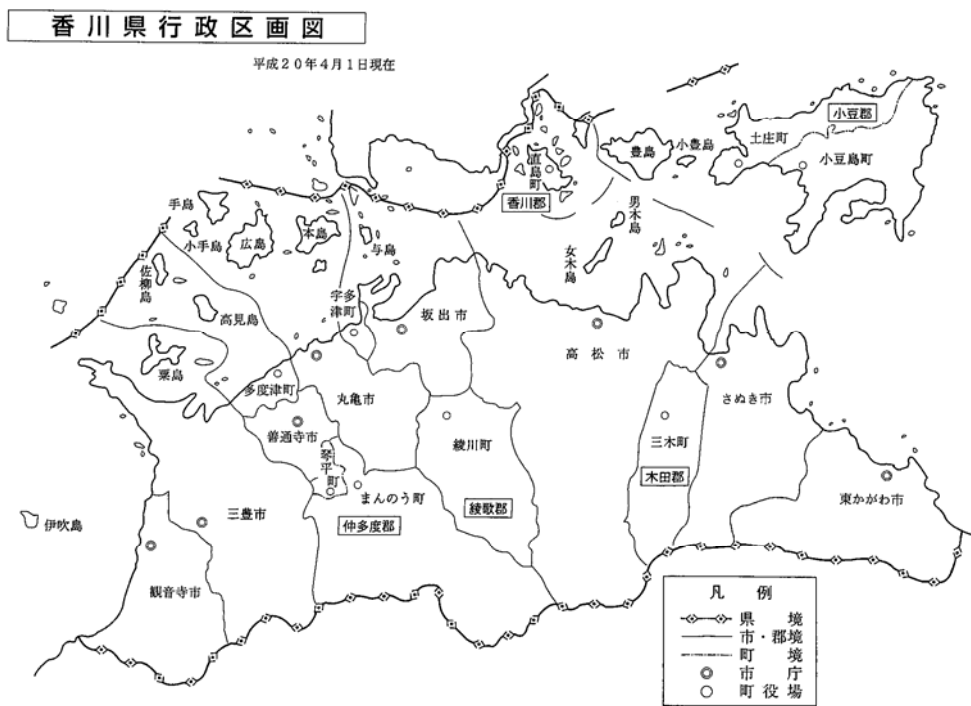 香川県行政区画図
平成20年4月1日現在
小豆郡
土庄町
小豆島町
小豊島
豊島
直島町
香川郡
男木島
女木島
手島
小手島
広島
本島
与島
佐柳島
高見島
粟島
宇多津町
坂出市
高松市
多度津町
丸亀市
さぬき市
善通寺市
琴平町
綾川町
三木町
木田郡
まんのう町
仲多度郡
綾歌郡
東かがわ市
伊吹島
三豊市
観音寺市
凡例
県境
市・郡境
町境
市庁
町役場